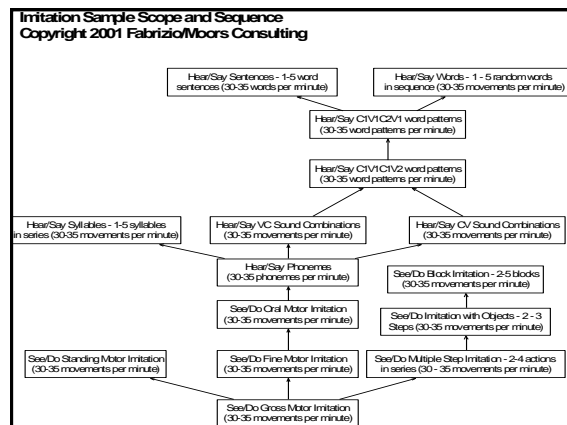 Imitation Sample Scope and Sequence
Copyright 2001 Fabrizio/Moors Consulting
Hear/Say Sentences - 1-5 word
sentences (30-35 words per minute)
Hear/Say Words - 1 - 5 random words
in sequence (30-35 movements per minute)
Hear/Say C1V1C2V1 word patterns
(30-35 word patterns per minute)
Hear/Say C1V1C1V2 word patterns
(30-35 word patterns per minute)
Hear/Say Syllables - 1-5 syllables
in series (30-35 movements per minute)
Hear/Say VC Sound Combinations
(30-35 movements per minute)
Hear/Say CV Sound Combinations
(30-35 movements per minute)
Hear/Say Phonemes
(30-35 phonemes per minute)
See/Do Block Imitation - 2-5 blocks
(30-35 movements per minute)
See/Do Oral Motor Imitation
(30-35 movements per minute)
See/Do Imitation with Objects - 2 - 3
Steps (30-35 movements per minute)
See/Do Standing Motor Imitation
(30-35 movements per minute)
See/Do Fine Motor Imitation
(30-35 movements per minute)
See/Do Multiple Step Imitation - 2-4 actions
in series (30 - 35 movements per minute)
See/Do Gross Motor Imitation
(30-35 movements per minute)